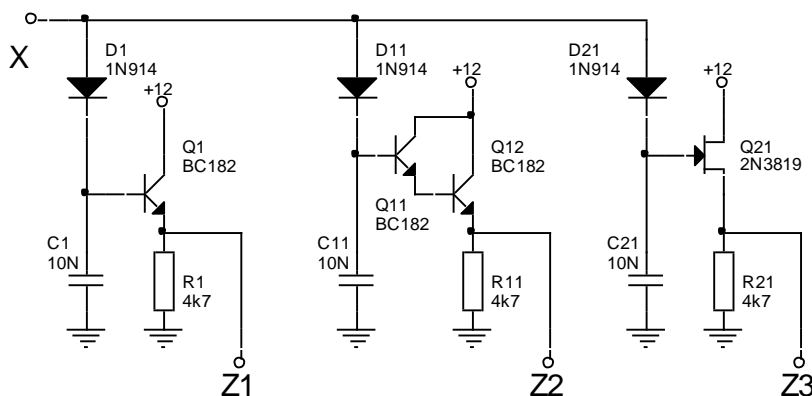 X
D1
1N914
+12
Q1
BC182
C1
10N
R1
4k7
Z1
D11
1N914
+12
Q12
BC182
Q11
BC182
C11
10N
R11
4k7
Z2
D21
1N914
+12
Q21
2N3819
C21
10N
R21
4k7
Z3